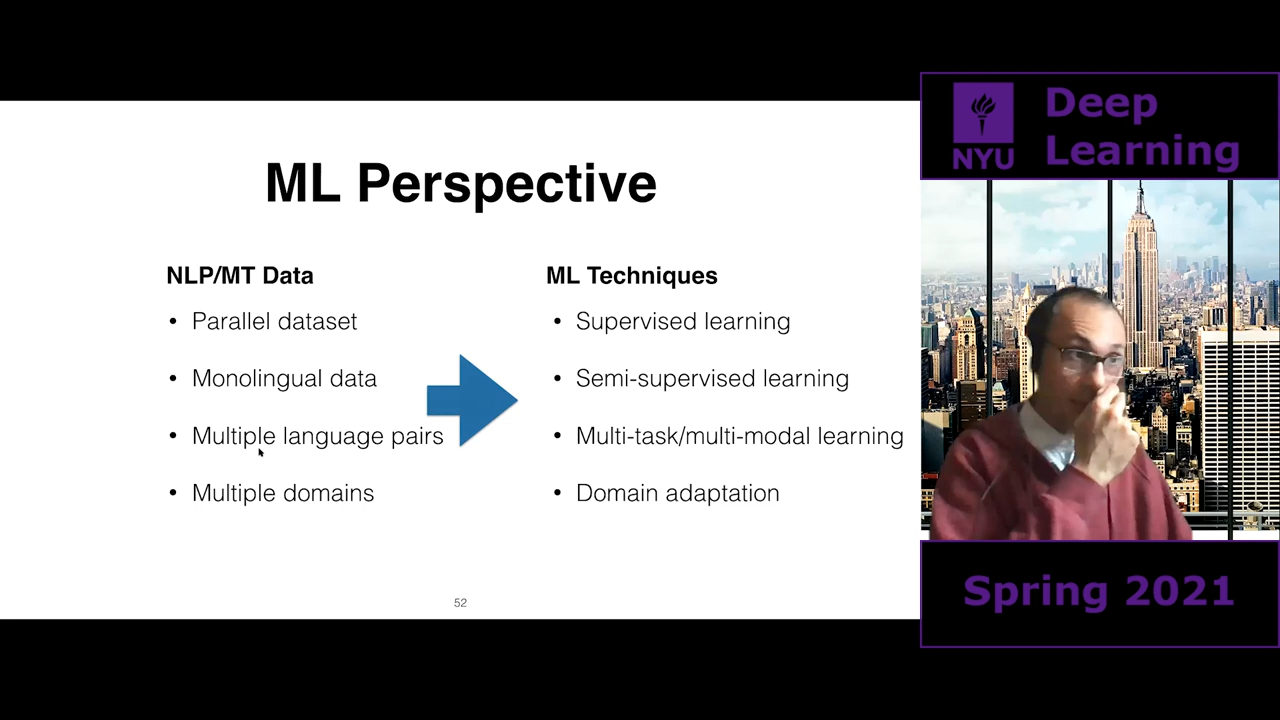 ML Perspective
NLP/MT Data
• Parallel dataset
• Monolingual data
• Multiple language pairs
• Multiple domains
ML Techniques
• Supervised learning
• Semi-supervised learning
• Multi-task/multi-modal learning
• Domain adaptation
52
NYU
Deep
Learning
Spring 2021